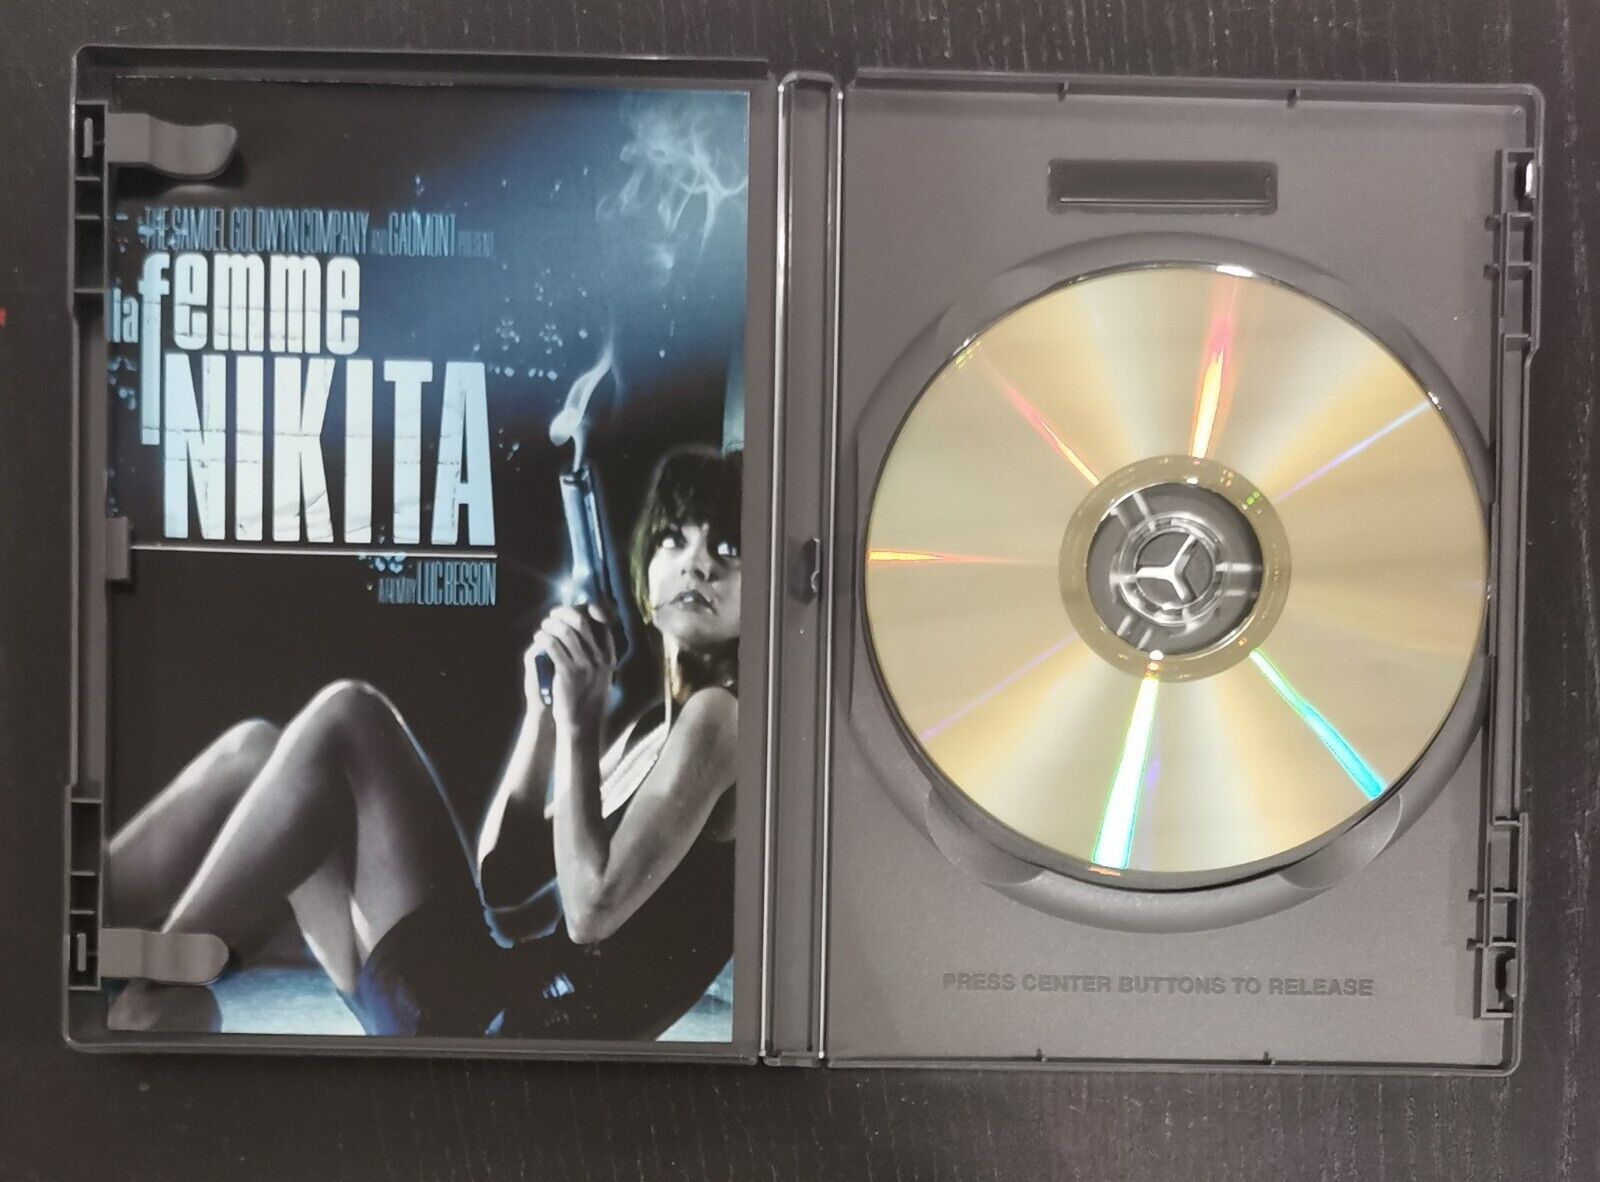 THE SAMUEL GOLDWYN COMPANY AND GAUMONT PRESENT
la femme
NIKITA
A FILM BY LUC BESSON
PRESS CENTER BUTTONS TO RELEASE